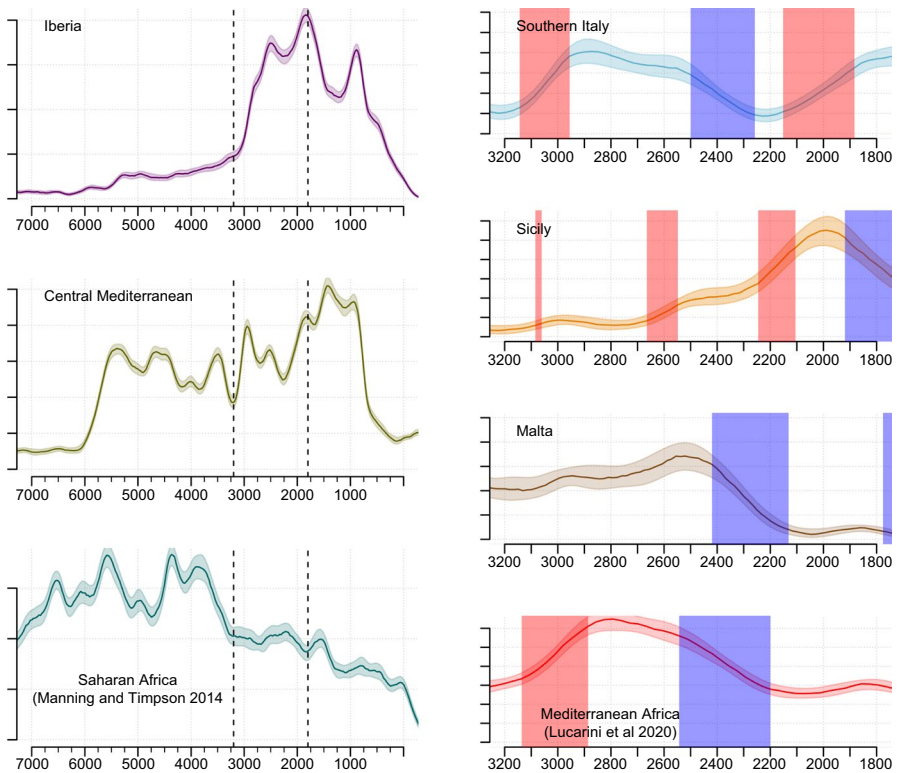 Iberia
7000 6000 5000 4000 3000 2000 1000
Central Mediterranean
7000 6000 5000 4000 3000 2000 1000
Saharan Africa
(Manning and Timpson 2014
7000 6000 5000 4000 3000 2000 1000
Southern Italy
3200 3000 2800 2600 2400 2200 2000 1800
Sicily
3200 3000 2800 2600 2400 2200 2000 1800
Malta
3200 3000 2800 2600 2400 2200 2000 1800
Mediterranean Africa
(Lucarini et al 2020)
3200 3000 2800 2600 2400 2200 2000 1800